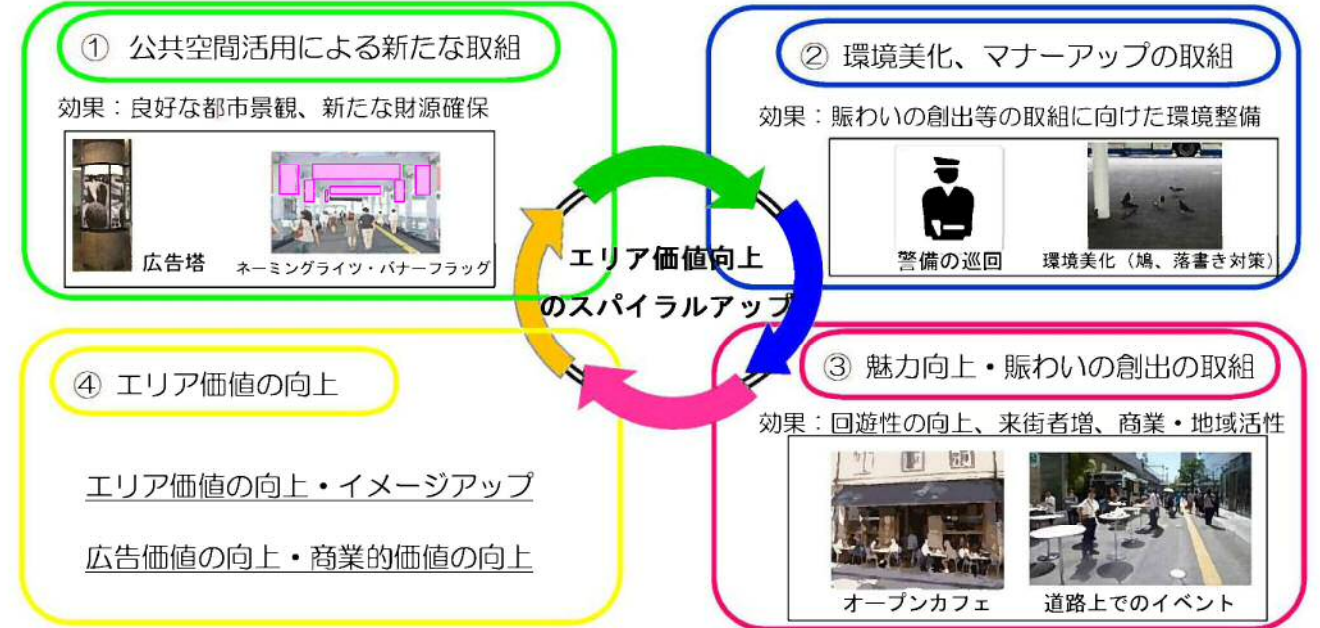 ① 公共空間活用による新たな取組
効果：良好な都市景観、新たな財源確保
広告塔
ネーミングライツ・バナーフラッグ
② 環境美化、マナーアップの取組
効果：賑わいの創出等の取組に向けた環境整備
警備の巡回
環境美化（鳩、落書き対策）
エリア価値向上
のスパイラルアップ
③ 魅力向上・賑わいの創出の取組
効果：回遊性の向上、来街者増、商業・地域活性
オープンカフェ
道路上でのイベント
④ エリア価値の向上
エリア価値の向上・イメージアップ
広告価値の向上・商業的価値の向上